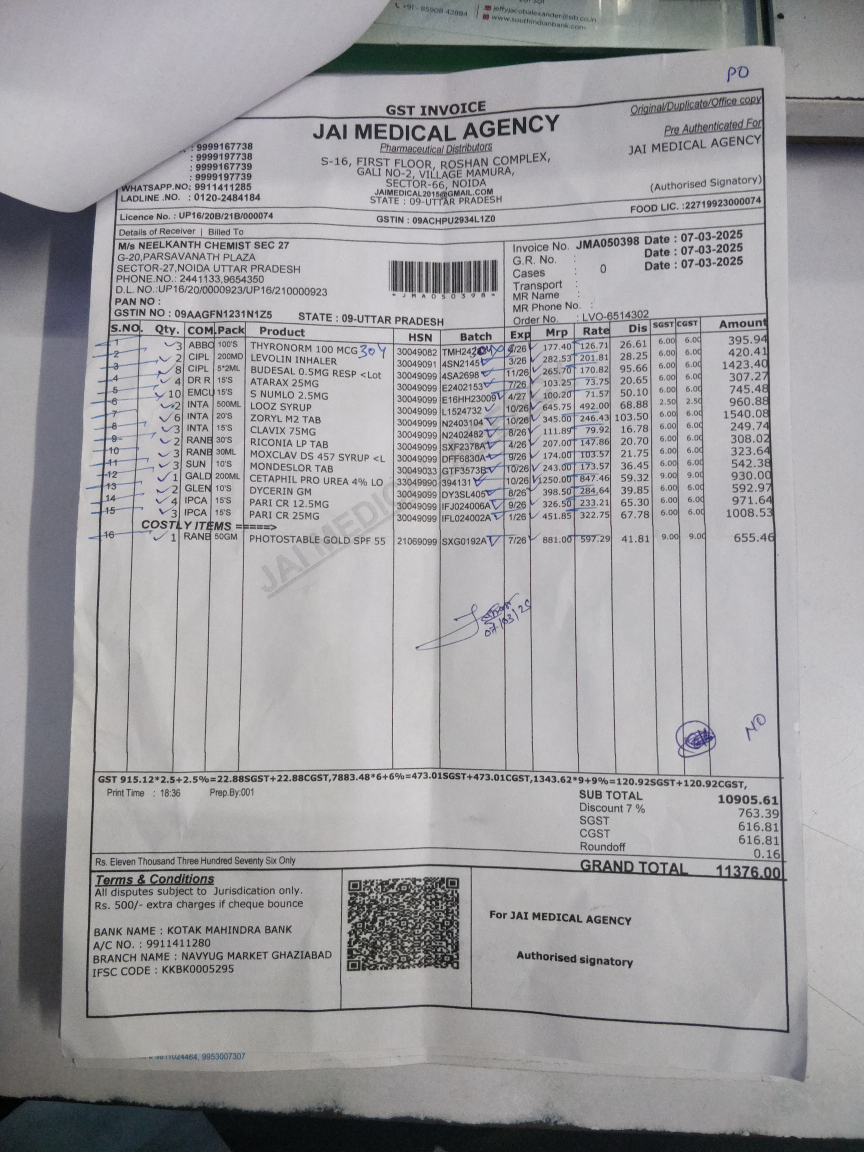 +91 - 85908 42884
jeffyjacobalexander@sib.co.in
www.southindianbank.com
PO
GST INVOICE
Original/Duplicate/Office copy
JAI MEDICAL AGENCY
Pharmaceutical Distributors
Pre Authenticated For
JAI MEDICAL AGENCY
: 9999167738
: 9999197738
: 9999167739
: 9999197739
WHATSAPP.NO: 9911411285
LADLINE .NO. : 0120-2484184
S-16, FIRST FLOOR, ROSHAN COMPLEX,
GALI NO-2, VILLAGE MAMURA,
SECTOR-66, NOIDA
JAIMEDICAL2015@GMAIL.COM
STATE : 09-UTTAR PRADESH
(Authorised Signatory)
Licence No. : UP16/20B/21B/000074
GSTIN : 09ACHPU2934L1Z0
FOOD LIC. :22719923000074
Details of Receiver | Billed To
M/s NEELKANTH CHEMIST SEC 27
G-20,PARSAVANATH PLAZA
SECTOR-27,NOIDA UTTAR PRADESH
PHONE.NO.: 2441133,9654350
D.L.NO.:UP16/20/0000923/UP16/210000923
PAN NO :
GSTIN NO : 09AAGFN1231N1Z5 STATE : 09-UTTAR PRADESH
*JMA050398*
Invoice No. JMA050398 Date : 07-03-2025
G.R. No. : Date : 07-03-2025
Cases : 0 Date : 07-03-2025
Transport :
MR Name :
MR Phone No. :
Order No. : LVO-6514302
S.NO. Qty. COM. Pack Product HSN Batch Exp Mrp Rate Dis SGST CGST Amount
1 3 ABBO 100'S THYRONORM 100 MCG 30049082 5/26 177.40 126.71 26.61 6.00 6.00 395.94
2 2 CIPL 200MD LEVOLIN INHALER 30049091 4SN2145 3/26 282.53 201.81 28.25 6.00 6.00 420.41
3 8 CIPL 5*2ML BUDESAL 0.5MG RESP <Lot 30049099 4SA2698 11/26 265.70 170.82 95.66 6.00 6.00 1423.40
4 4 DR R 15'S ATARAX 25MG 30049099 E2402153 7/26 103.25 73.75 20.65 6.00 6.00 307.27
5 10 EMCU 15'S S NUMLO 2.5MG 30049099 E16HH23009 4/27 100.20 71.57 50.10 6.00 6.00 745.48
6 2 INTA 500ML LOOZ SYRUP 30049099 L1524732 10/26 645.75 492.00 68.88 2.50 2.50 960.88
7 6 INTA 20'S ZORYL M2 TAB 30049099 N2403104 10/26 345.00 246.43 103.50 6.00 6.00 1540.08
8 3 INTA 15'S CLAVIX 75MG 30049099 N2402482 8/26 111.89 79.92 16.78 6.00 6.00 249.74
9 2 RANB 30'S RICONIA LP TAB 30049099 SXF2378A 4/26 207.00 147.86 20.70 6.00 6.00 308.02
10 3 RANB 30ML MOXCLAV DS 457 SYRUP <L 30049099 DFF6830A 9/26 174.00 103.57 21.75 6.00 6.00 323.64
11 3 SUN 10'S MONDESLOR TAB 30049033 GTF3573B 10/26 243.00 173.57 36.45 6.00 6.00 542.38
12 1 GALD 200ML CETAPHIL PRO UREA 4% LO 33049990 394131 10/26 1250.00 847.46 59.32 9.00 9.00 930.00
13 2 GLEN 10'S DYCERIN GM 30049099 DY3SL405 8/26 398.50 284.64 39.85 6.00 6.00 592.97
14 4 IPCA 15'S PARI CR 12.5MG 30049099 IFJ024006A 9/26 326.50 233.21 65.30 6.00 6.00 971.64
15 3 IPCA 15'S PARI CR 25MG 30049099 IFL024002A 1/26 451.85 322.75 67.78 6.00 6.00 1008.53
COSTLY ITEMS =====>
16 1 RANB 50GM PHOTOSTABLE GOLD SPF 55 21069099 SXG0192A 7/26 881.00 597.29 41.81 9.00 9.00 655.46
07/03/25
NO
GST 915.12*2.5+2.5%=22.88SGST+22.88CGST,7883.48*6+6%=473.01SGST+473.01CGST,1343.62*9+9%=120.92SGST+120.92CGST,
Print Time : 18:36 Prep.By:001
SUB TOTAL 10905.61
Discount 7 % 763.39
SGST 616.81
CGST 616.81
Roundoff 0.16
Rs. Eleven Thousand Three Hundred Seventy Six Only
GRAND TOTAL 11376.00
Terms & Conditions
All disputes subject to Jurisdication only.
Rs. 500/- extra charges if cheque bounce
BANK NAME : KOTAK MAHINDRA BANK
A/C NO. : 9911411280
BRANCH NAME : NAVYUG MARKET GHAZIABAD
IFSC CODE : KKBK0005295
For JAI MEDICAL AGENCY
Authorised signatory
9953007307